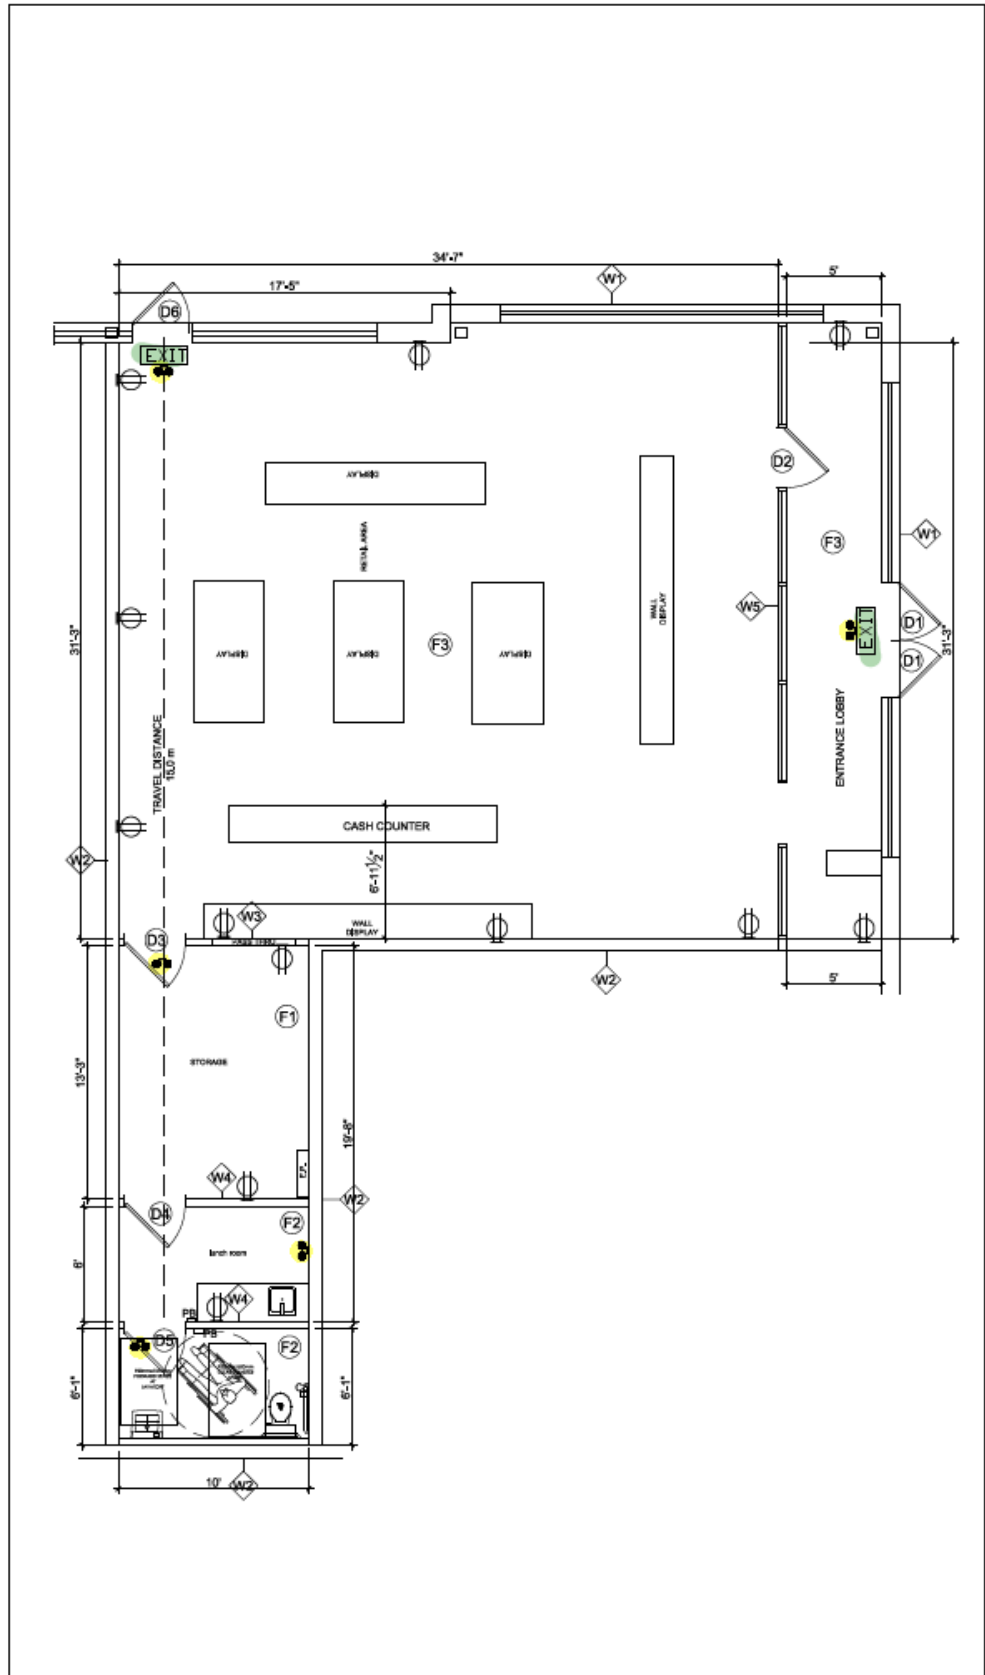 34'-7"
5'
W1
17'-5"
D6
EXIT
D2
DISPLAY
RETAIL AREA
F3
W1
31'-3"
DISPLAY
DISPLAY
DISPLAY
F3
WALL
DISPLAY
W5
EXIT
D1
D1
31'-3"
ENTRANCE LOBBY
TRAVEL DISTANCE
15.0 m
CASH COUNTER
6'-11½"
W2
W3
WALL
DISPLAY
PASS THRU
D3
W2
5'
F1
STORAGE
13'-3"
19'-8"
W4
E.P.
W2
D4
F2
lunch room
6'
W4
PB
PB
D5
F2
6'-1"
6'-1"
10'
W2